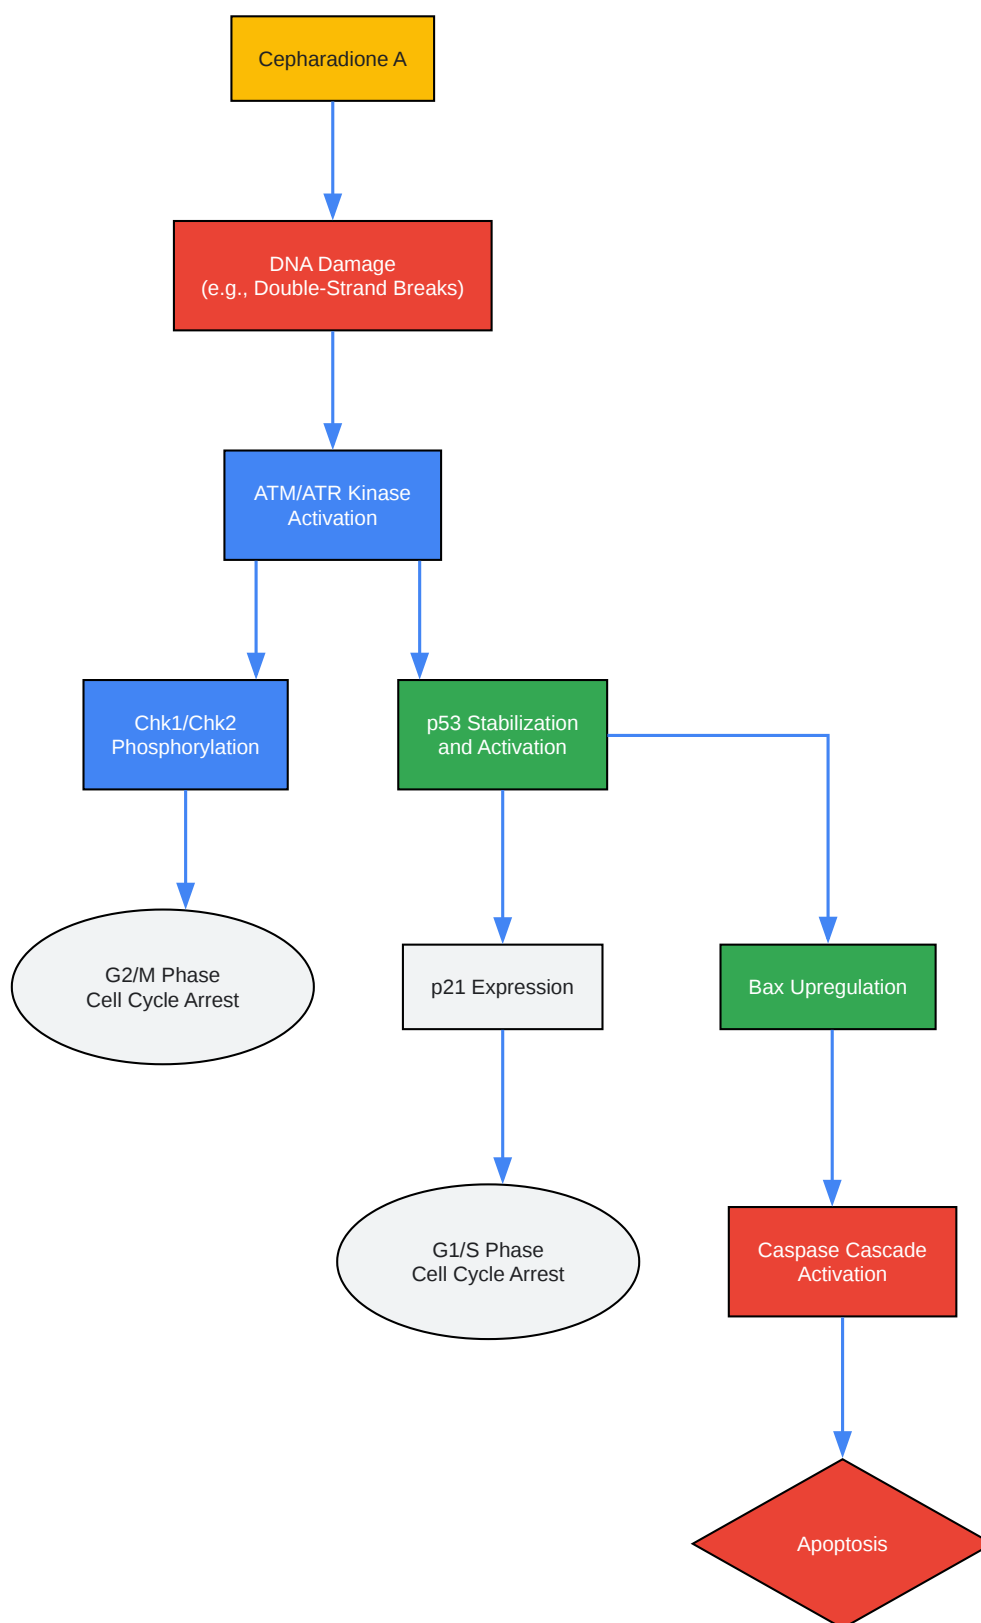 Cepharadione A
DNA Damage
(e.g., Double-Strand Breaks)
ATM/ATR Kinase
Activation
Chk1/Chk2
Phosphorylation
p53 Stabilization
and Activation
G2/M Phase
Cell Cycle Arrest
p21 Expression
Bax Upregulation
G1/S Phase
Cell Cycle Arrest
Caspase Cascade
Activation
Apoptosis